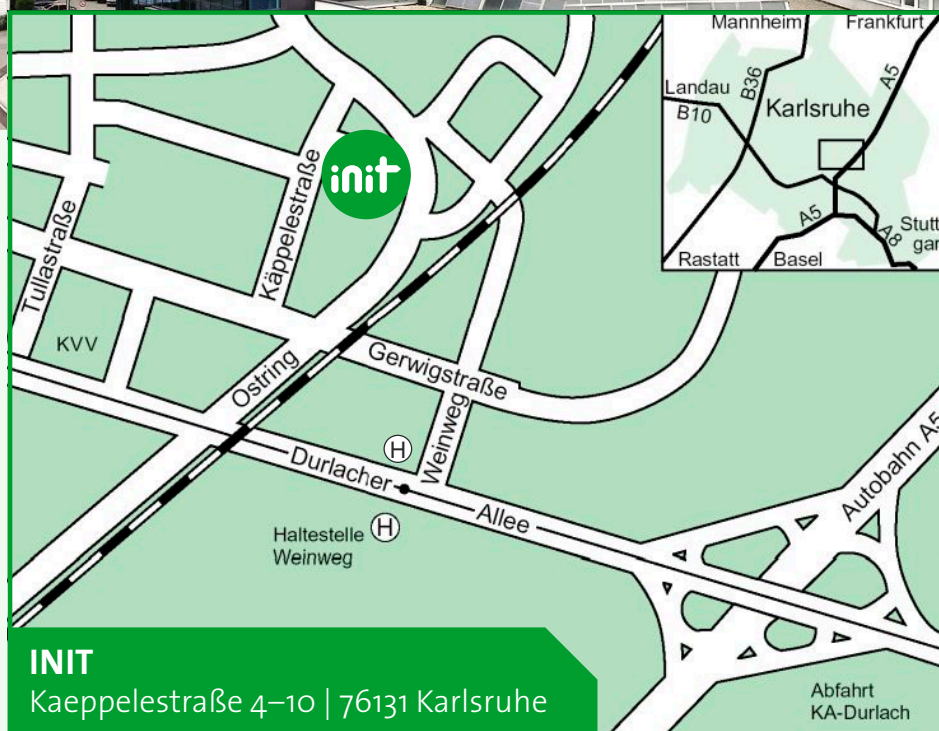 Mannheim
Frankfurt
Landau
B36
A5
B10
Karlsruhe
A5
A8
Stutt
gar
Rastatt
Basel
init
Käppelestraße
Tullastraße
KVV
Ostring
Gerwigstraße
Weinweg
Durlacher
Allee
H
H
Haltestelle
Weinweg
Autobahn A5
Abfahrt
KA-Durlach
INIT
Kaeppelestraße 4–10 | 76131 Karlsruhe